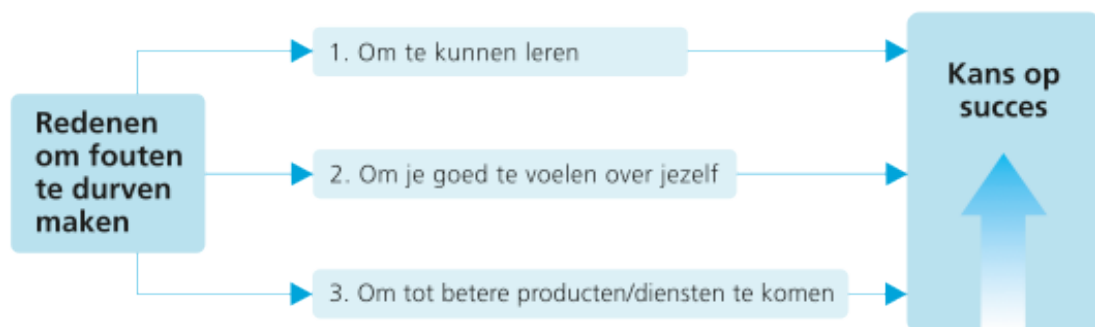 Redenen
om fouten
te durven
maken
1. Om te kunnen leren
2. Om je goed te voelen over jezelf
3. Om tot betere producten/diensten te komen
Kans op
succes